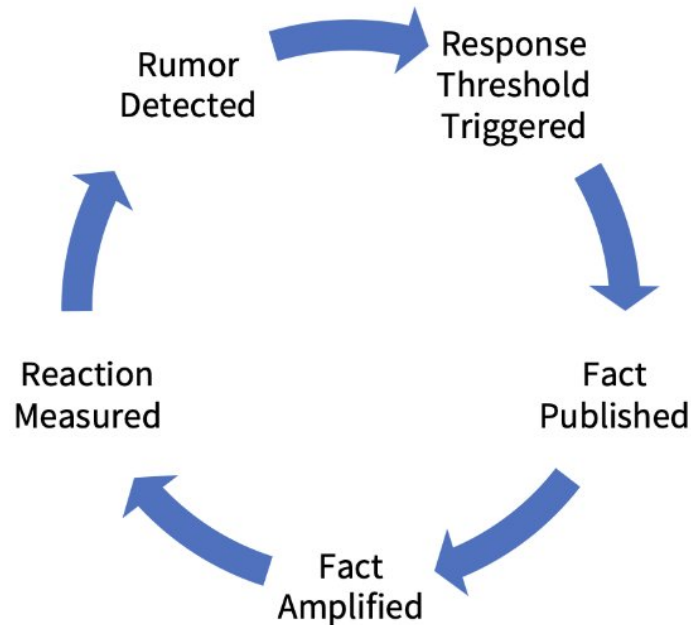 Rumor
Detected
Response
Threshold
Triggered
Fact
Published
Fact
Amplified
Reaction
Measured